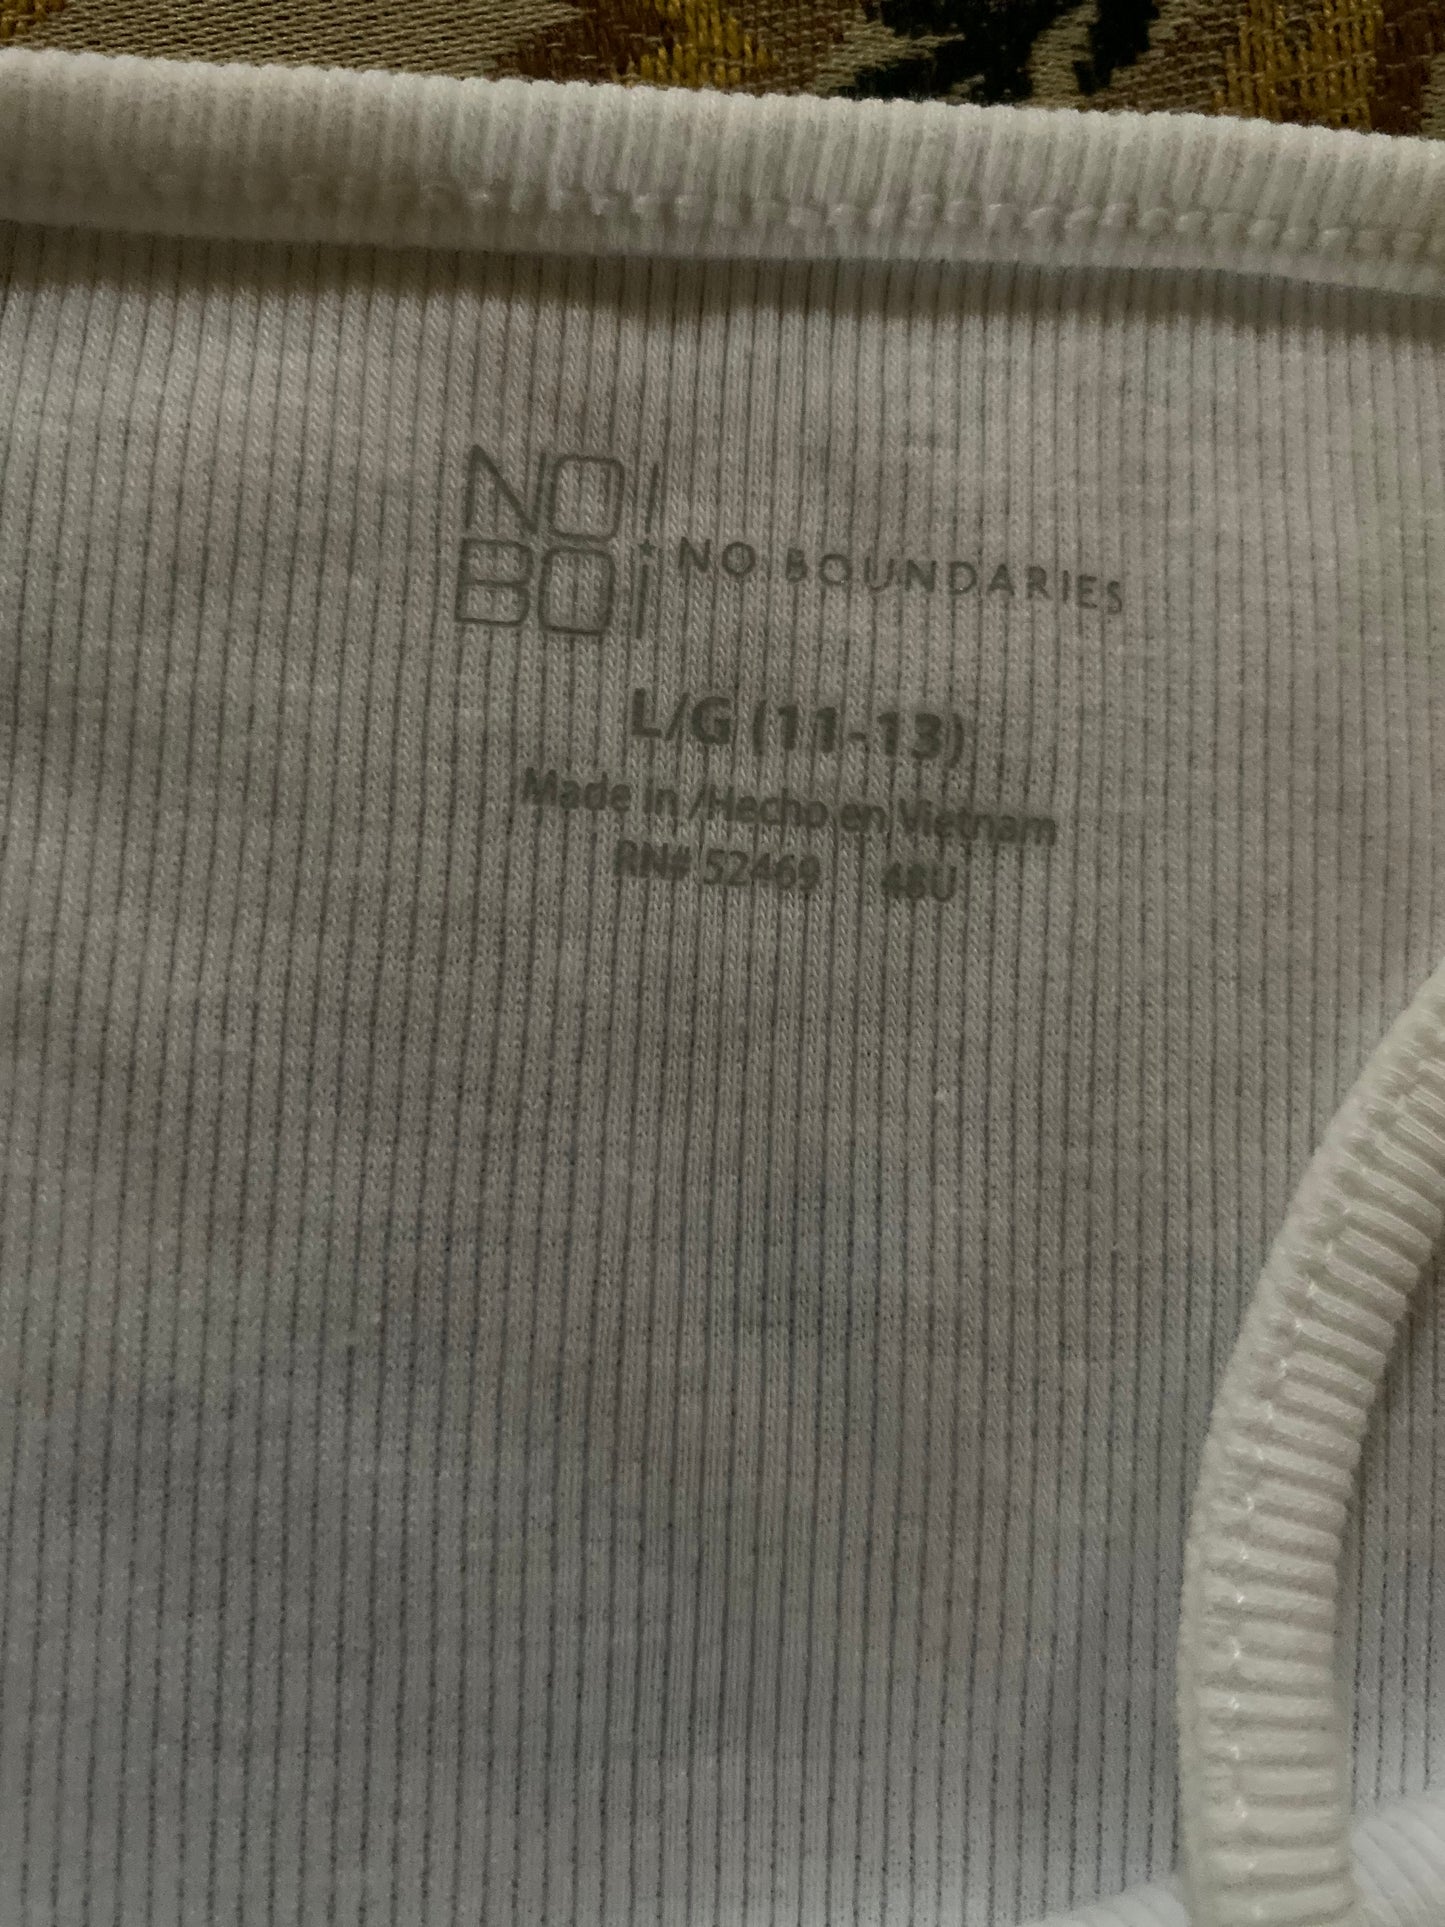 NO!
BO! NO BOUNDARIES
L/G (11-13)
Made in /Hecho en Vietnam
RN# 52469 48U